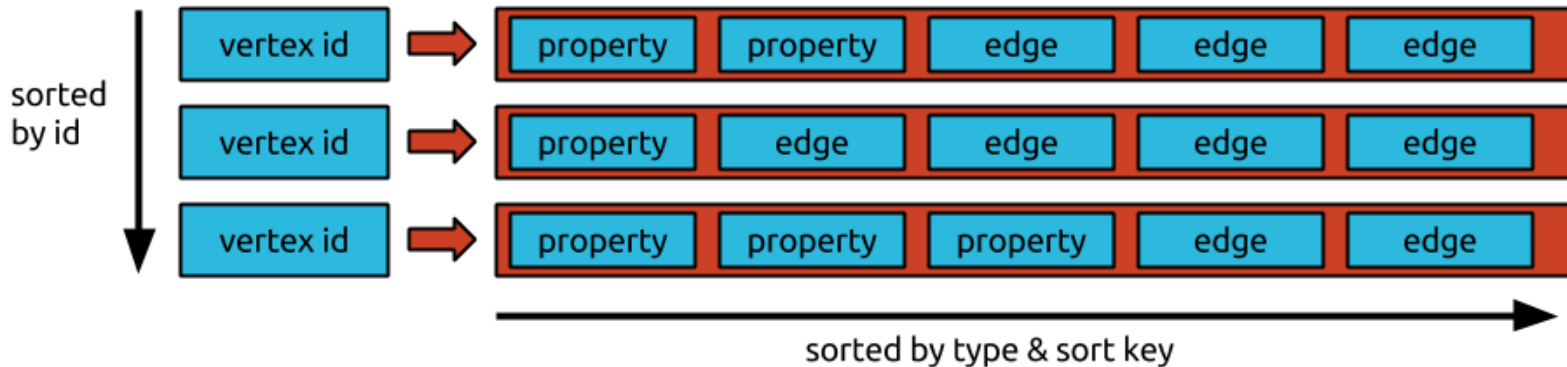 vertex id property property edge edge edge
sorted
by id
vertex id property edge edge edge edge
vertex id property property property edge edge
sorted by type & sort key